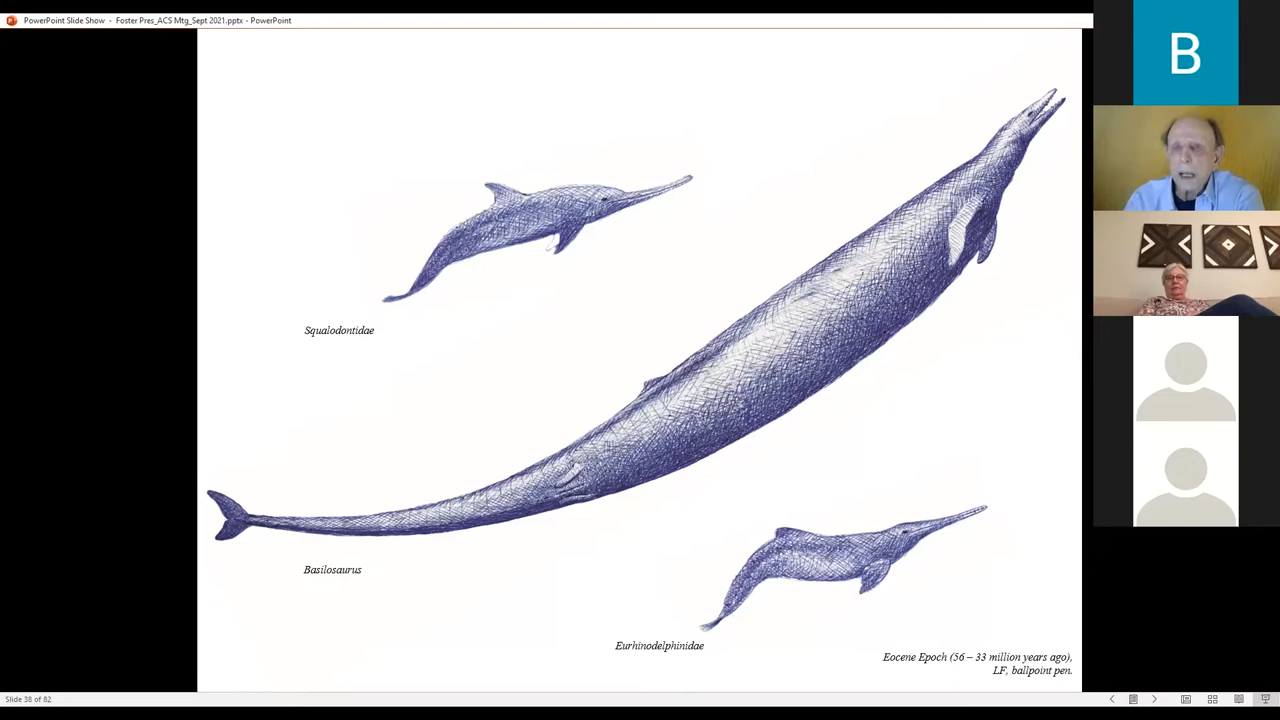 PowerPoint Slide Show - Foster Pres_ACS Mtg_Sept 2021.pptx - PowerPoint
B
Squalodontidae
Basilosaurus
Eurhinodelphinidae
Eocene Epoch (56 – 33 million years ago),
LF, ballpoint pen.
Slide 38 of 82